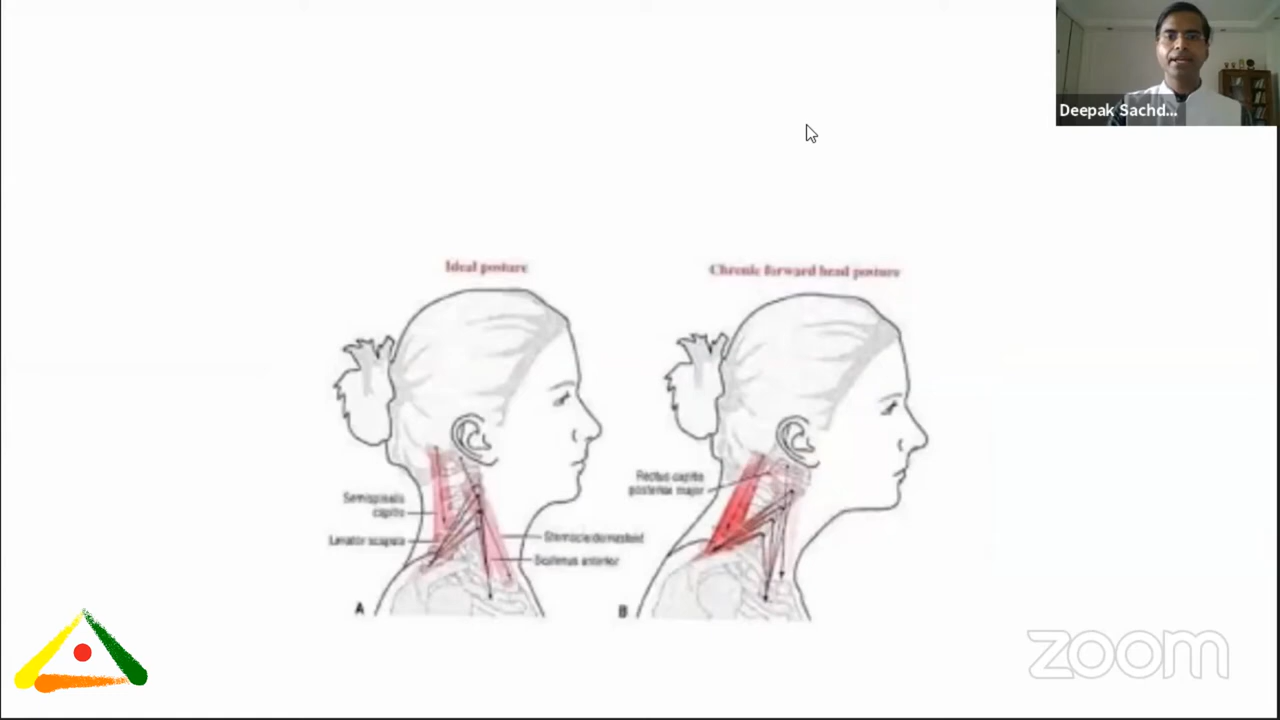 Deepak Sachd...
Ideal posture
Chronic forward head posture
Rectus capitis
posterior major
Semispinalis
capitis
Levator scapula
Sternocleidomastoid
Scalenus anterior
A
B
zoom